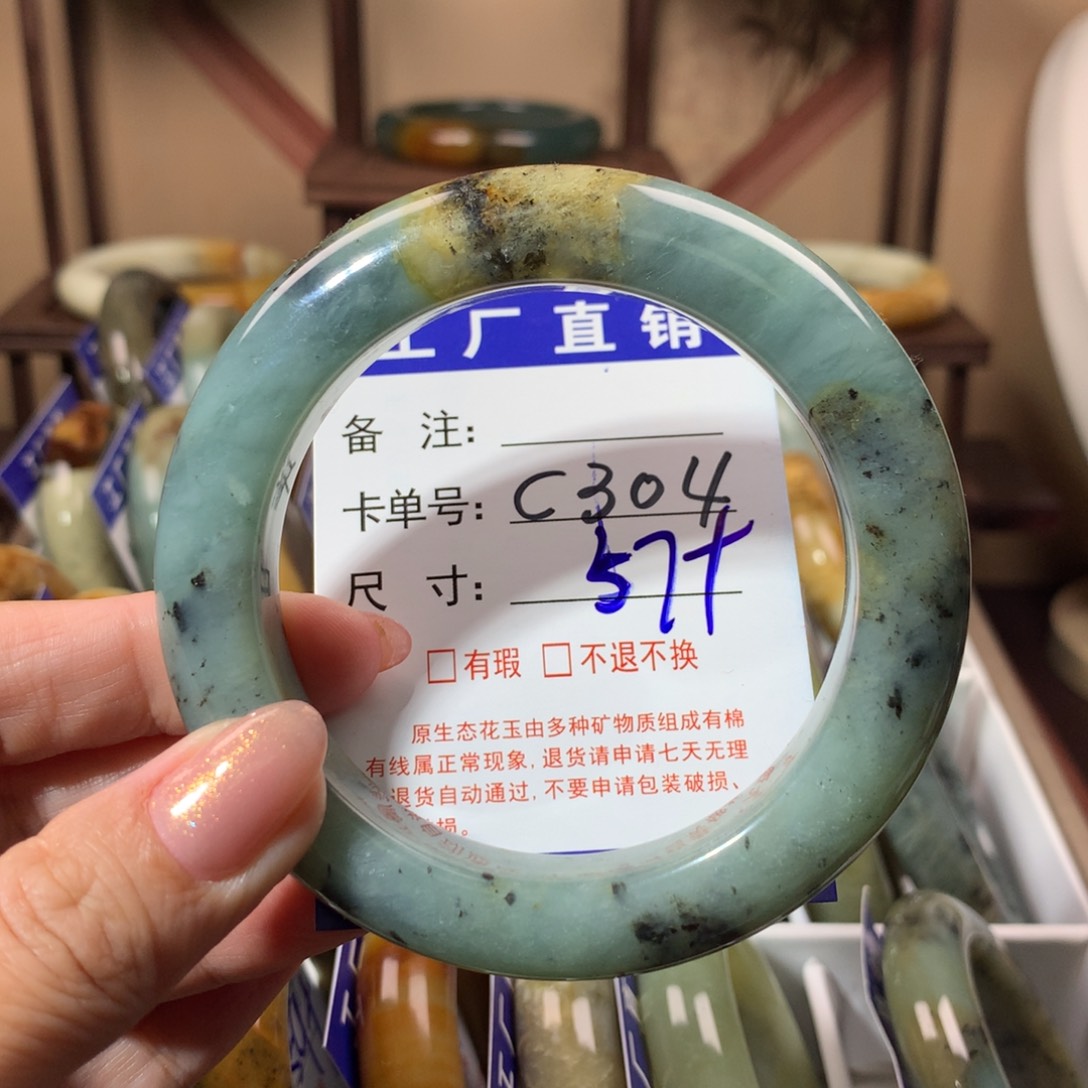 工厂直销
备 注：
卡单号：C304
尺 寸：57+
□有瑕 □不退不换
原生态花玉由多种矿物质组成有棉
有线属正常现象，退货请申请七天无理
退货自动通过，不要申请包装破损、
损。